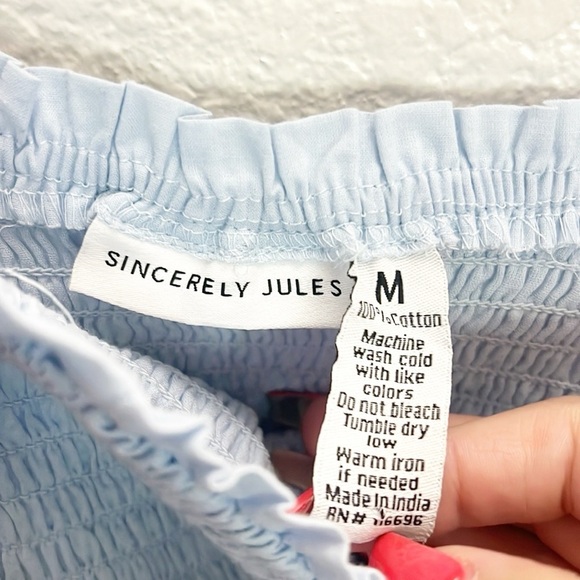 SINCERELY JULES
M
100% Cotton
Machine
wash cold
with like
colors
Do not bleach
Tumble dry
low
Warm iron
if needed
Made In India
RN#